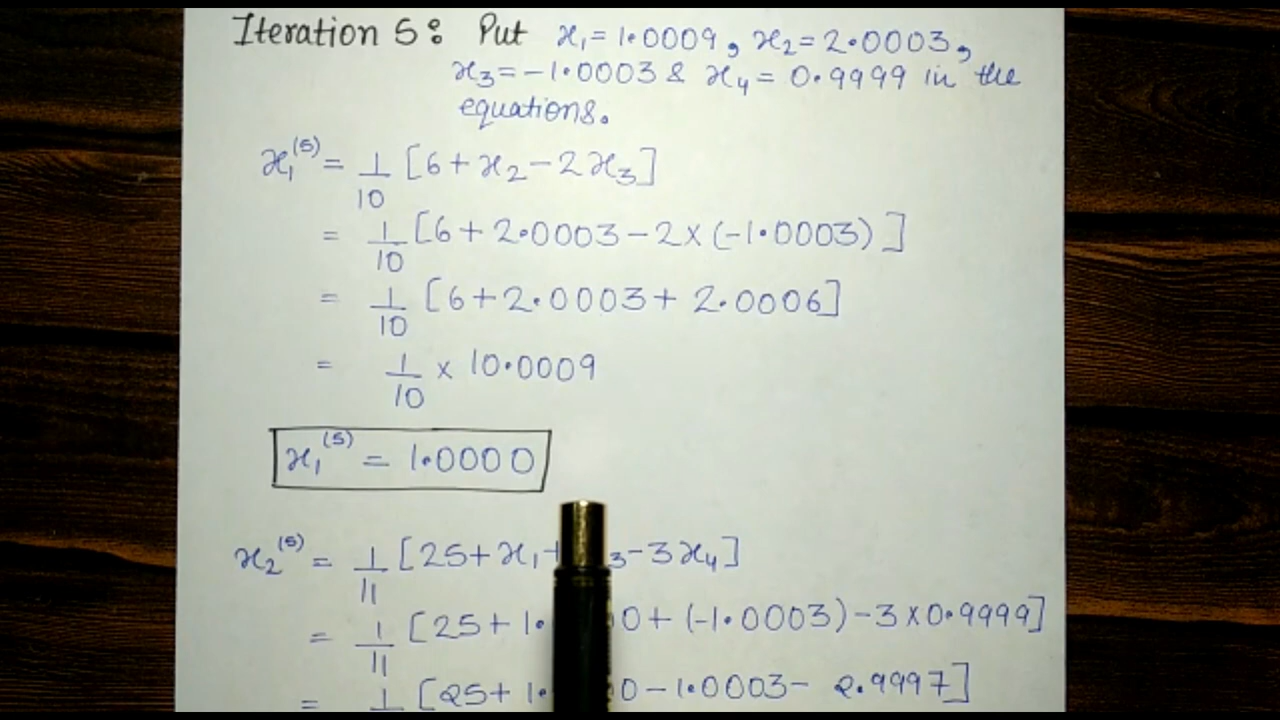 Iteration 5: Put x₁=1.0009, x₂=2.0003,
x₃=-1.0003 & x₄= 0.9999 in the
equations.
x₁⁽⁵⁾ = 1/10 [6+x₂-2x₃]
= 1/10 [6+2.0003-2×(-1.0003)]
= 1/10 [6+2.0003+2.0006]
= 1/10 × 10.0009
x₁⁽⁵⁾ = 1.0000
x₂⁽⁵⁾ = 1/11 [25+x₁+ ₃-3x₄]
= 1/11 [25+1. 0+(-1.0003)-3×0.9999]
= 1 [25+1. 0-1.0003-2.9997]